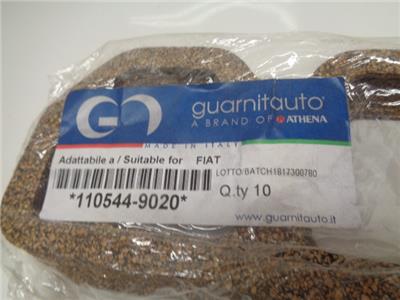 guarnitauto®
A BRAND OF ATHENA
MADE IN ITALY
Adattabile a / Suitable for FIAT
LOTTO/BATCH1817300780
*110544-9020*
Q.ty 10
www.guarnitauto.it